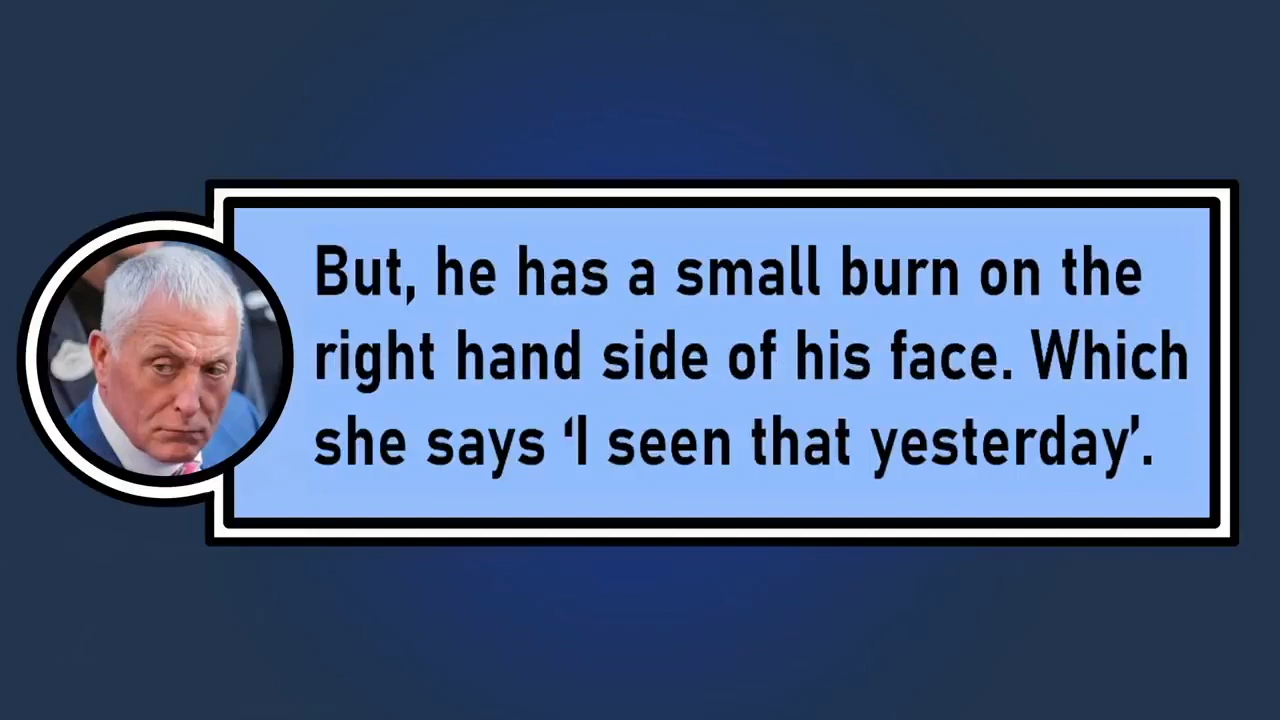 But, he has a small burn on the
right hand side of his face. Which
she says ‘I seen that yesterday’.